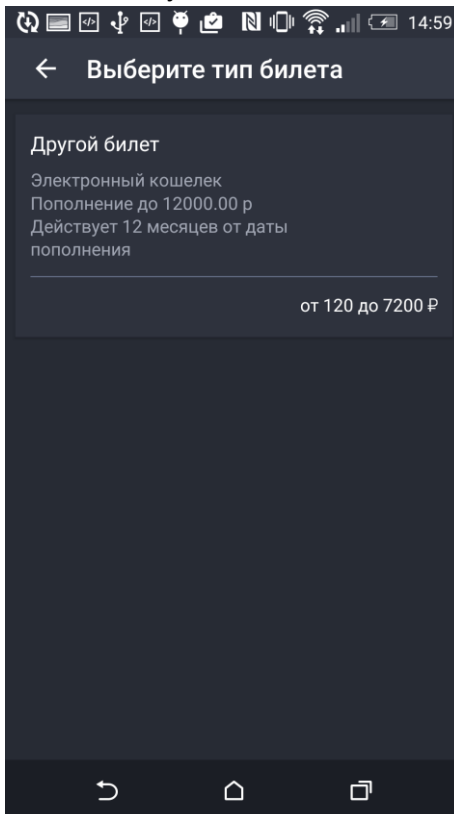 14:59
Выберите тип билета
Другой билет
Электронный кошелек
Пополнение до 12000.00 р
Действует 12 месяцев от даты
пополнения
от 120 до 7200 ₽